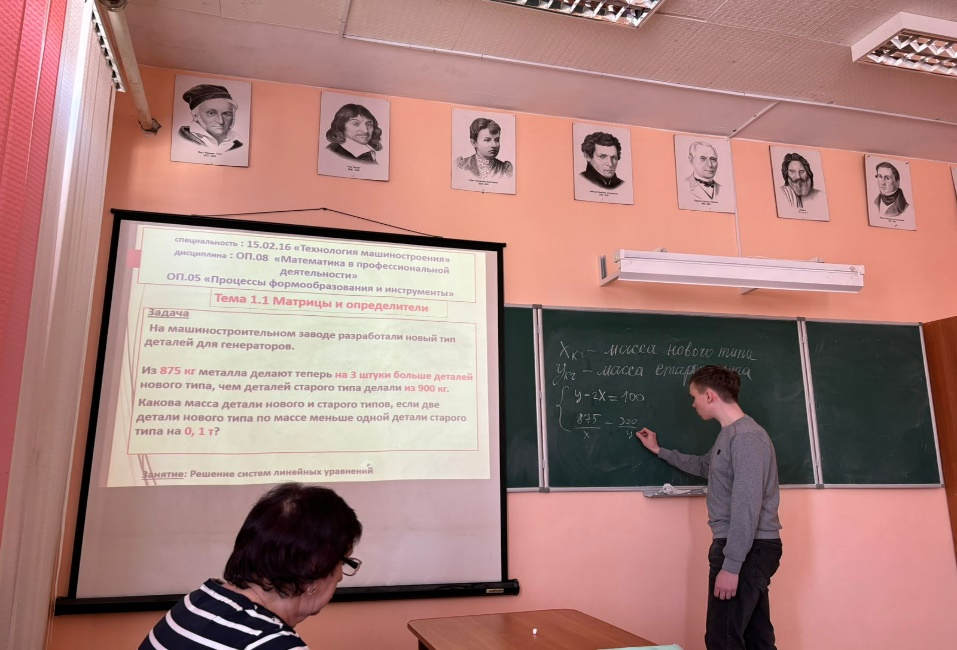 специальность : 15.02.16 «Технология машиностроения»
дисциплина : ОП.08 «Математика в профессиональной
деятельности»
ОП.05 «Процессы формообразования и инструменты»
Тема 1.1 Матрицы и определители
Задача
На машиностроительном заводе разработали новый тип
деталей для генераторов.
Из 875 кг металла делают теперь на 3 штуки больше деталей
нового типа, чем деталей старого типа делали из 900 кг.
Какова масса детали нового и старого типов, если две
детали нового типа по массе меньше одной детали старого
типа на 0, 1 т?
Занятие: Решение систем линейных уравнений
X кг – масса нового типа
У кг – масса
y - 2x = 100
875/x -